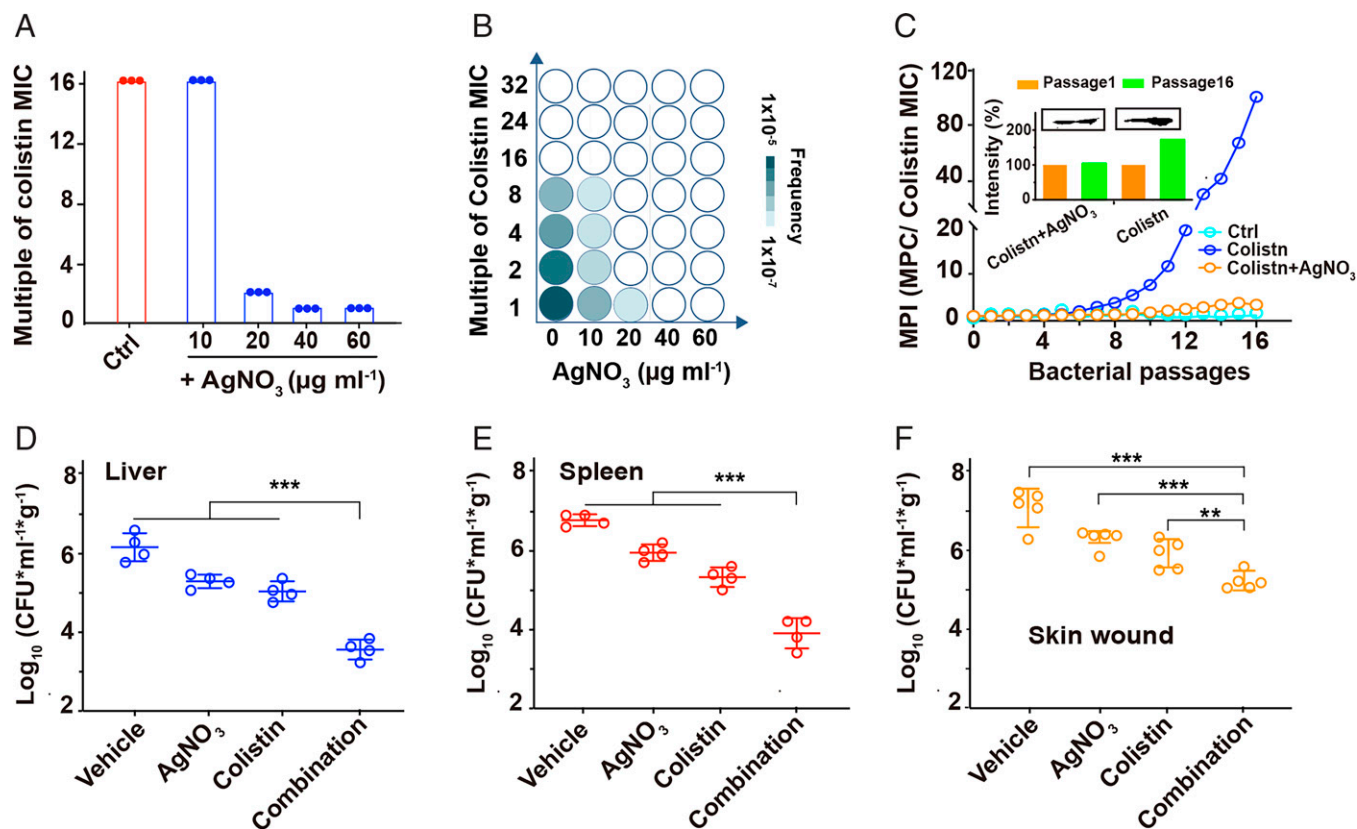 A
Multiple of colistin MIC
16
12
8
4
0
Ctrl
10 20 40 60
+ AgNO3 (µg ml-1)
B
Multiple of Colistin MIC
32
24
16
8
4
2
1
0 10 20 40 60
AgNO3 (µg ml-1)
1x10-5
Frequency
1x10-7
C
MPI (MPC/ Colistin MIC)
120
80
40
20
10
0
0 4 8 12 16
Bacterial passages
Passage1 Passage16
Intensity (%)
200
100
0
Colistn+AgNO3
Colistn
Ctrl
Colistn
Colistn+AgNO3
D
Liver
***
Log10 (CFU*ml-1*g-1)
8
6
4
2
Vehicle
AgNO3
Colistin
Combination
E
Spleen
***
Log10 (CFU*ml-1*g-1)
8
6
4
2
Vehicle
AgNO3
Colistin
Combination
F
***
***
**
Log10 (CFU*ml-1*g-1)
8
6
4
2
Skin wound
Vehicle
AgNO3
Colistin
Combination